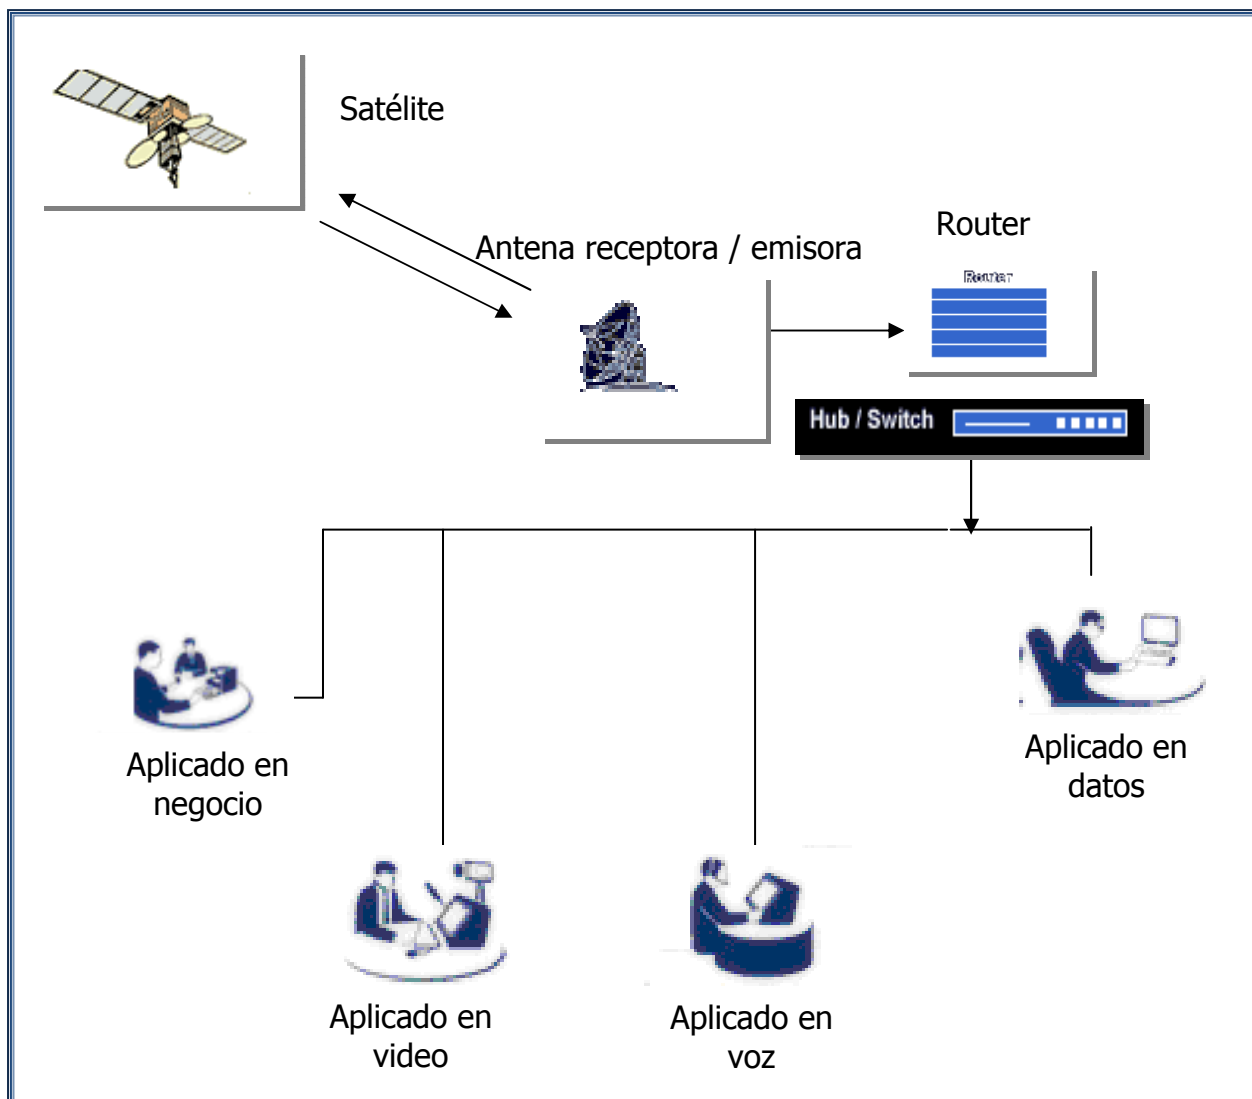 Satélite
Antena receptora / emisora
Router
Router
Hub / Switch
Aplicado en
negocio
Aplicado en
datos
Aplicado en
video
Aplicado en
voz